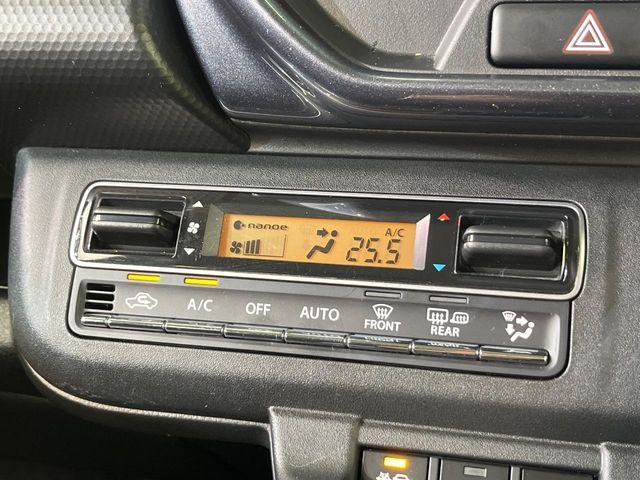 nanoe
A/C
25.5
A/C
OFF
AUTO
FRONT
REAR